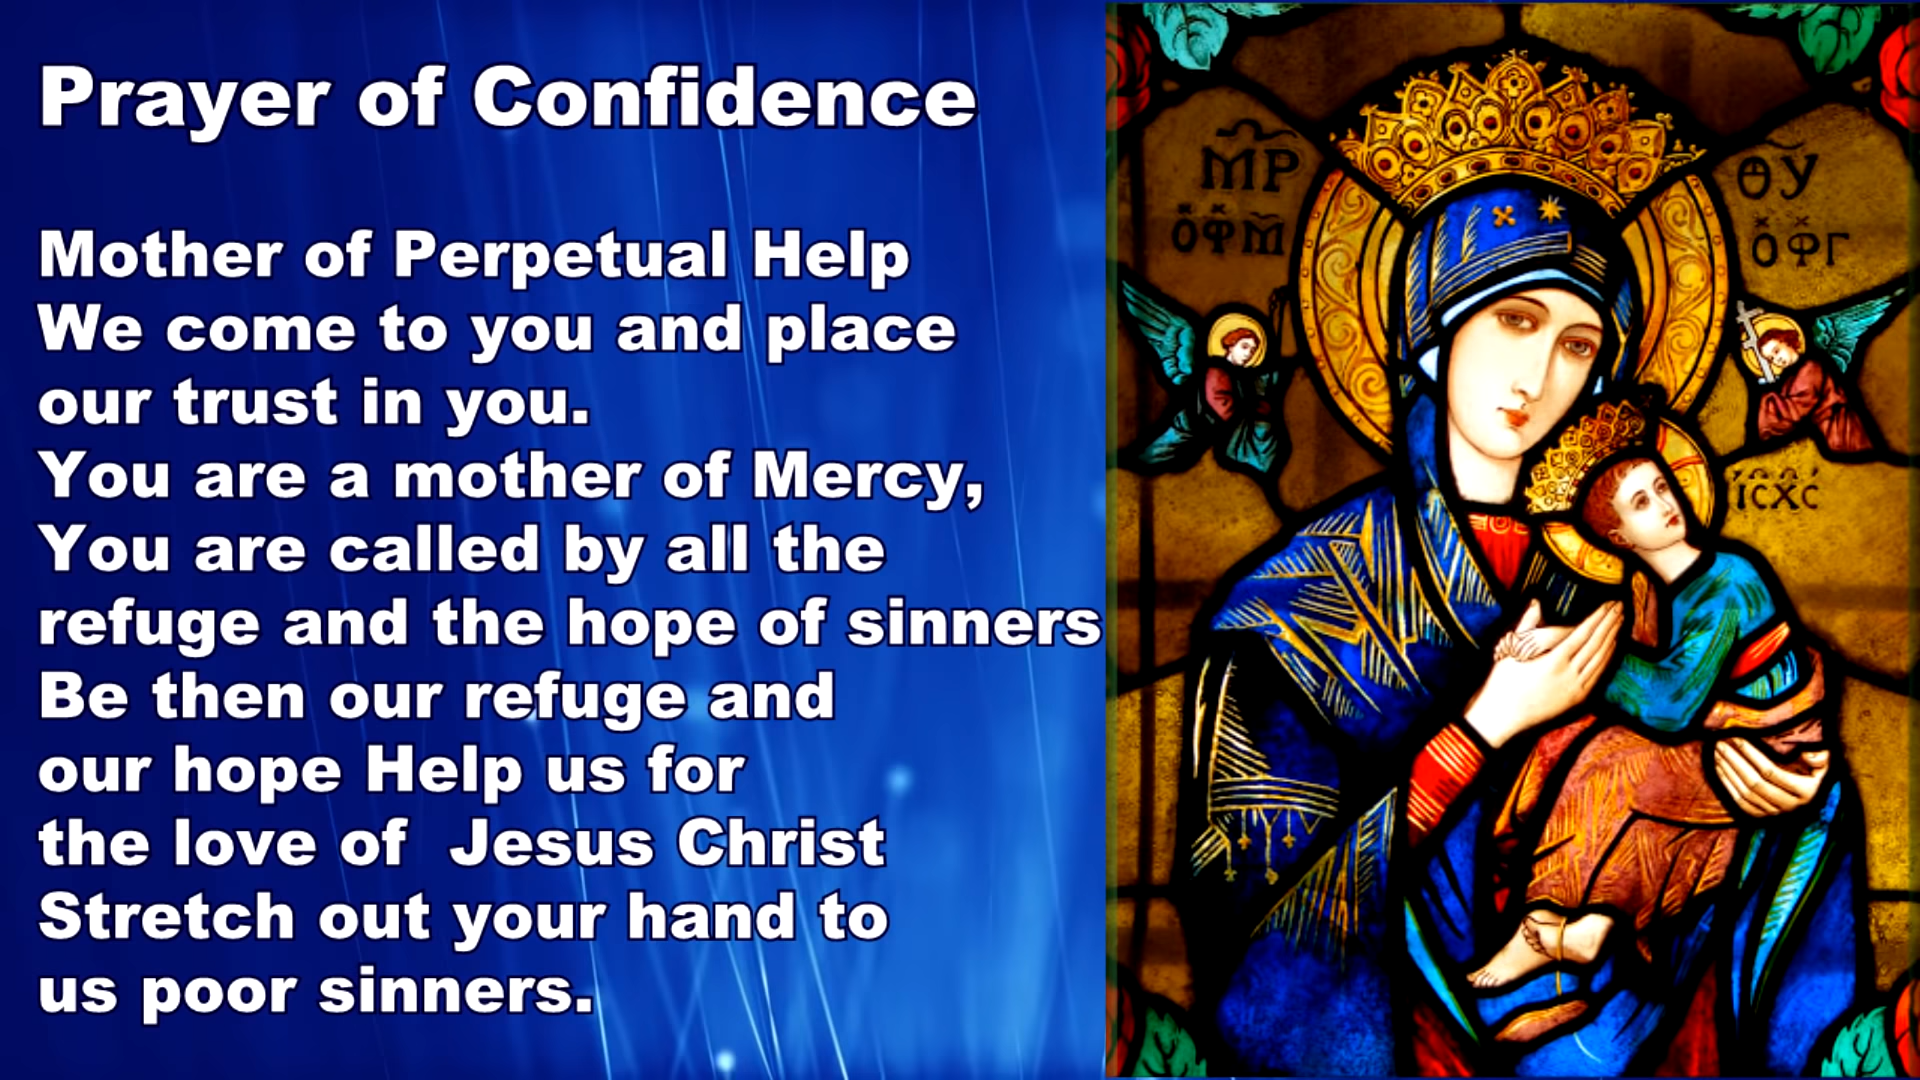 Prayer of Confidence
Mother of Perpetual Help
We come to you and place
our trust in you.
You are a mother of Mercy,
You are called by all the
refuge and the hope of sinners
Be then our refuge and
our hope Help us for
the love of  Jesus Christ
Stretch out your hand to
us poor sinners.
ΜΡ
ΘΥ
ΟΦΜ
ΟΦΓ
ΙCΧC